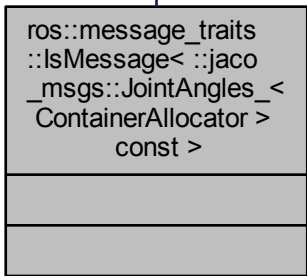 ros::message_traits
::IsMessage< ::jaco
_msgs::JointAngles_<
ContainerAllocator >
const >